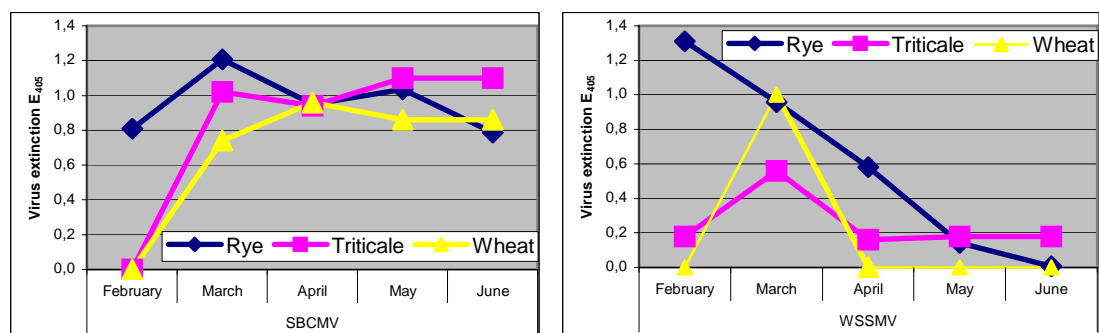 1,4
1,2
1,0
0,8
0,6
0,4
0,2
0,0
Virus extinction E405
Rye Triticale Wheat
February March April May June
SBCMV
1,4
1,2
1,0
0,8
0,6
0,4
0,2
0,0
Virus extinction E405
Rye Triticale Wheat
February March April May June
WSSMV